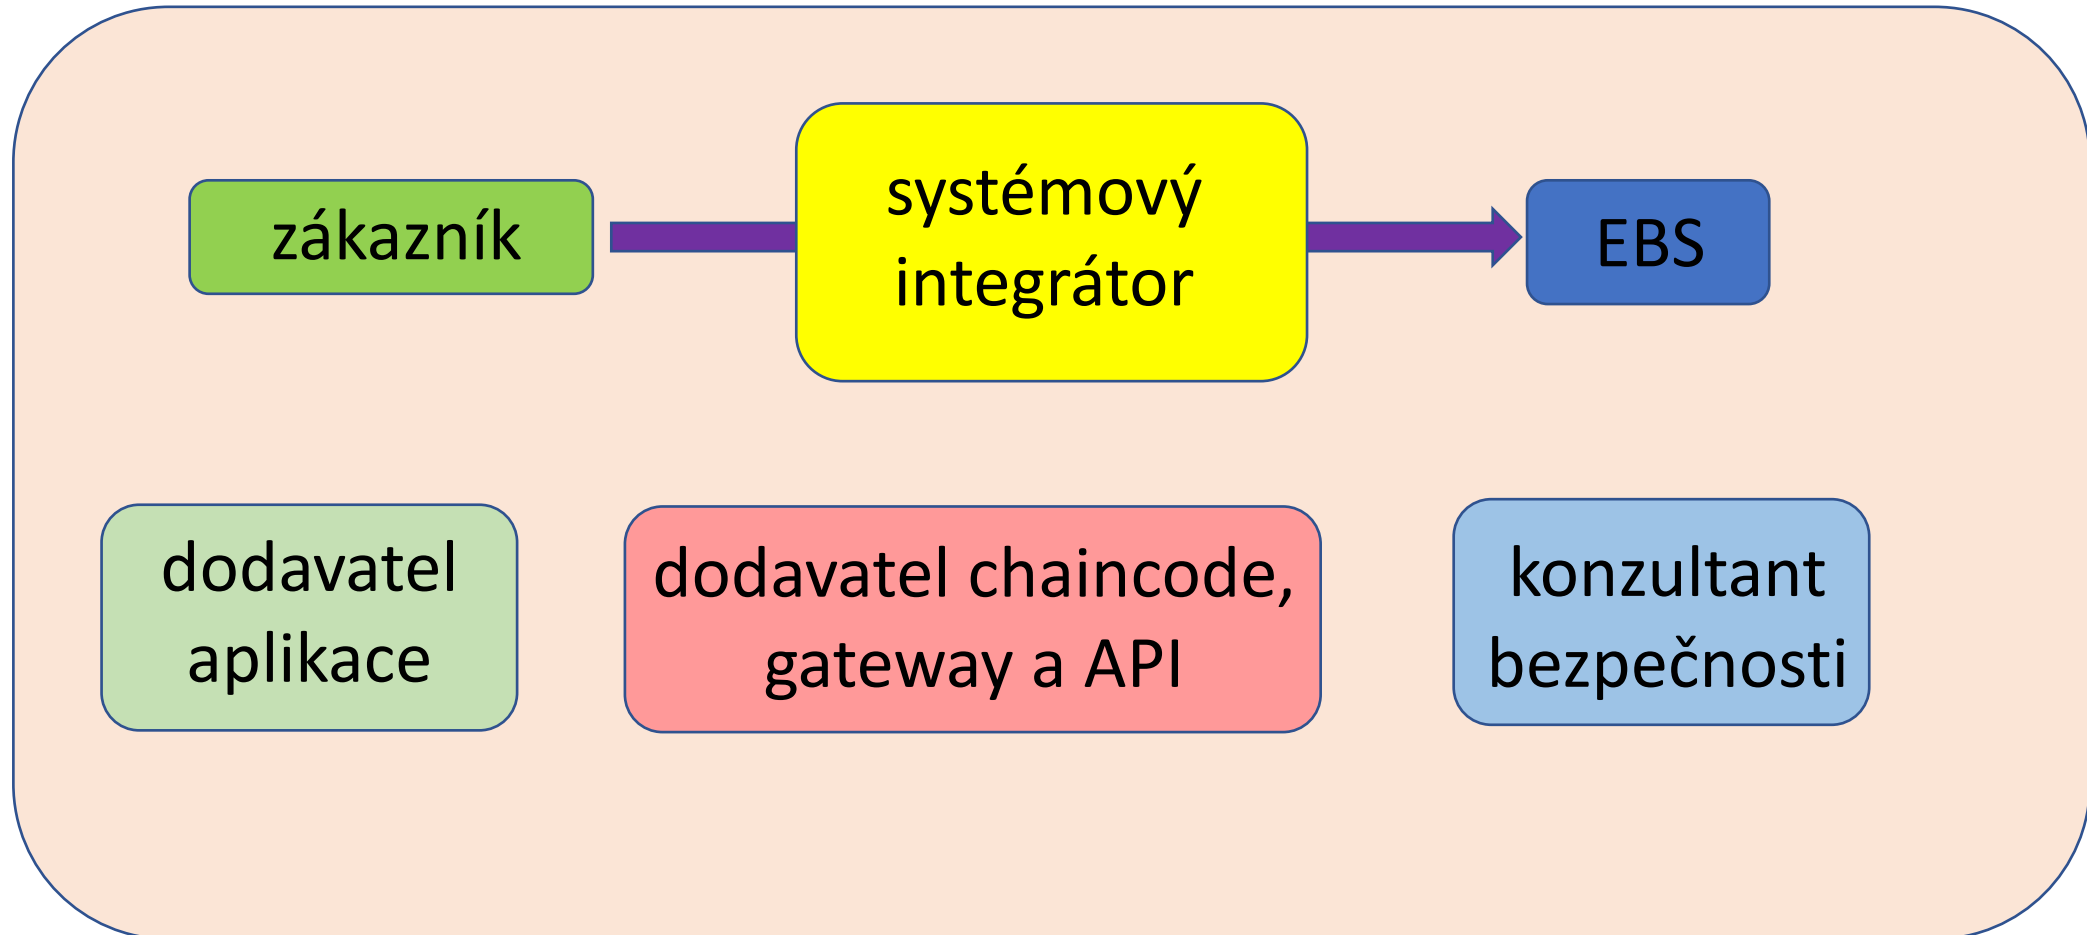 zákazník
systémový
integrátor
EBS
dodavatel
aplikace
dodavatel chaincode,
gateway a API
konzultant
bezpečnosti